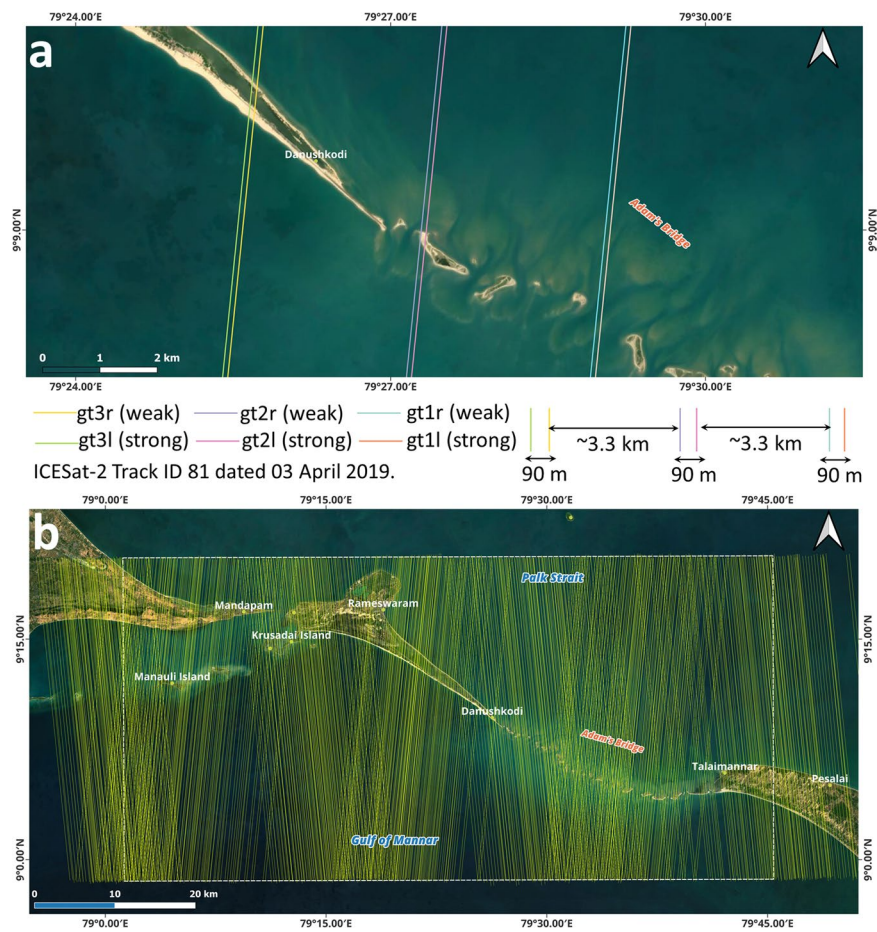 79°24.00′E 79°27.00′E 79°30.00′E
a
Danushkodi
Adam's Bridge
9°9.00′N 9°9.00′N
0 1 2 km
79°24.00′E 79°27.00′E 79°30.00′E
gt3r (weak) gt2r (weak) gt1r (weak)
gt3l (strong) gt2l (strong) gt1l (strong)
~3.3 km ~3.3 km
90 m 90 m 90 m
ICESat-2 Track ID 81 dated 03 April 2019.
79°0.00′E 79°15.00′E 79°30.00′E 79°45.00′E
b
Palk Strait
Mandapam Rameswaram
Krusadai Island
9°15.00′N 9°15.00′N
Manauli Island
Danushkodi
Adam's Bridge
Talaimannar
Pesalai
Gulf of Mannar
9°0.00′N 9°0.00′N
0 10 20 km
79°0.00′E 79°15.00′E 79°30.00′E 79°45.00′E